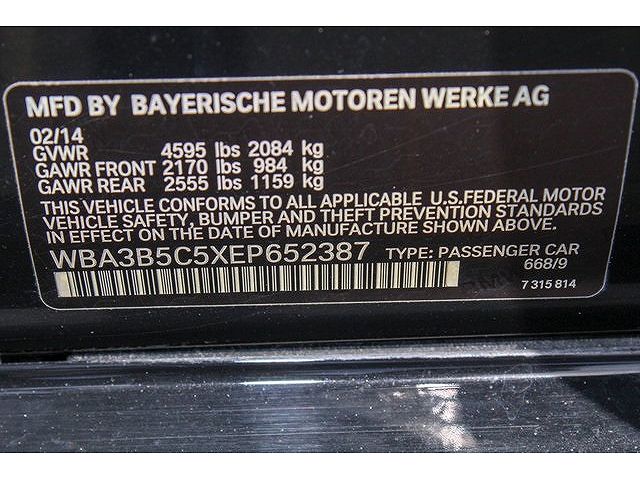 MFD BY BAYERISCHE MOTOREN WERKE AG
02/14
GVWR 4595 lbs 2084 kg
GAWR FRONT 2170 lbs 984 kg
GAWR REAR 2555 lbs 1159 kg
THIS VEHICLE CONFORMS TO ALL APPLICABLE U.S.FEDERAL MOTOR
VEHICLE SAFETY, BUMPER AND THEFT PREVENTION STANDARDS
IN EFFECT ON THE DATE OF MANUFACTURE SHOWN ABOVE.
WBA3B5C5XEP652387 TYPE: PASSENGER CAR
668/9
7 315 814